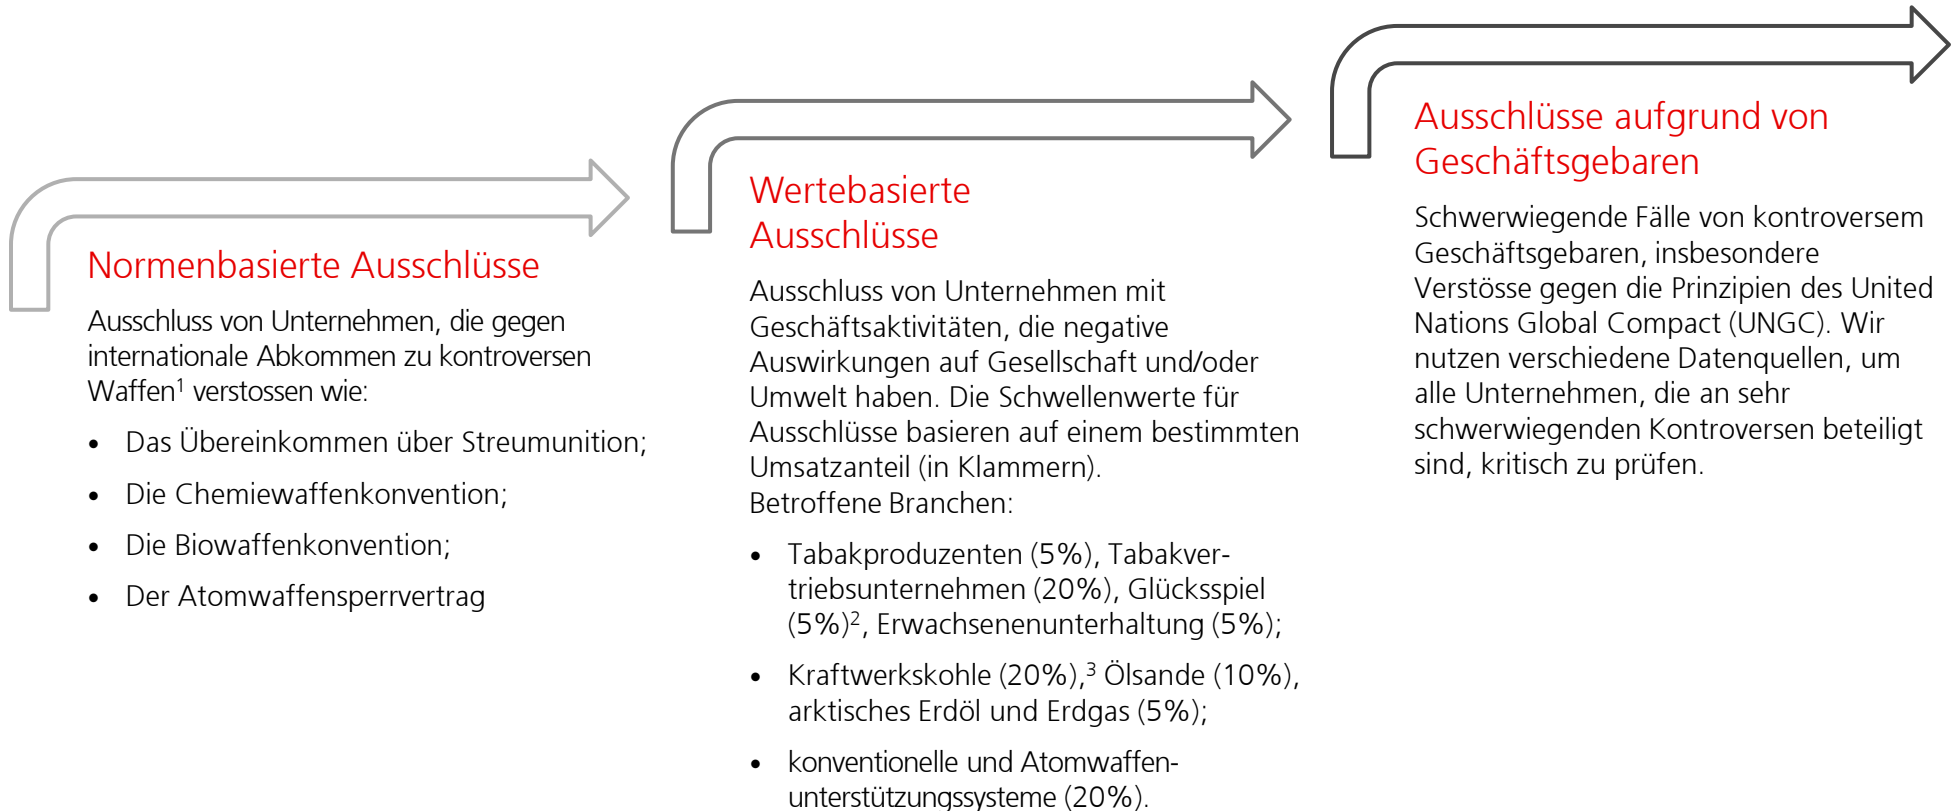 Normenbasierte Ausschlüsse
Ausschluss von Unternehmen, die gegen
internationale Abkommen zu kontroversen
Waffen¹ verstossen wie:
• Das Übereinkommen über Streumunition;
• Die Chemiewaffenkonvention;
• Die Biowaffenkonvention;
• Der Atomwaffensperrvertrag
Wertebasierte
Ausschlüsse
Ausschluss von Unternehmen mit
Geschäftsaktivitäten, die negative
Auswirkungen auf Gesellschaft und/oder
Umwelt haben. Die Schwellenwerte für
Ausschlüsse basieren auf einem bestimmten
Umsatzanteil (in Klammern).
Betroffene Branchen:
• Tabakproduzenten (5%), Tabakver-
triebsunternehmen (20%), Glücksspiel
(5%)², Erwachsenenunterhaltung (5%);
• Kraftwerkskohle (20%),³ Ölsande (10%),
arktisches Erdöl und Erdgas (5%);
• konventionelle und Atomwaffen-
unterstützungssysteme (20%).
Ausschlüsse aufgrund von
Geschäftsgebaren
Schwerwiegende Fälle von kontroversem
Geschäftsgebaren, insbesondere
Verstösse gegen die Prinzipien des United
Nations Global Compact (UNGC). Wir
nutzen verschiedene Datenquellen, um
alle Unternehmen, die an sehr
schwerwiegenden Kontroversen beteiligt
sind, kritisch zu prüfen.